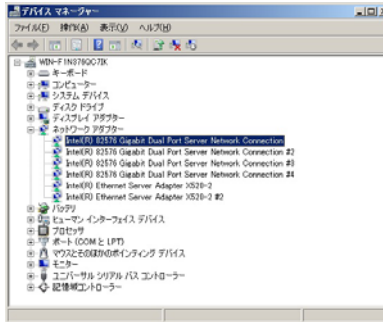 デバイス マネージャー
ファイル(F) 操作(A) 表示(V) ヘルプ(H)
WIN-F1N878QC7IK
キーボード
コンピューター
システム デバイス
ディスク ドライブ
ディスプレイ アダプター
ネットワーク アダプター
Intel(R) 82576 Gigabit Dual Port Server Network Connection
Intel(R) 82576 Gigabit Dual Port Server Network Connection #2
Intel(R) 82576 Gigabit Dual Port Server Network Connection #3
Intel(R) 82576 Gigabit Dual Port Server Network Connection #4
Intel(R) Ethernet Server Adapter X520-2
Intel(R) Ethernet Server Adapter X520-2 #2
バッテリ
ヒューマン インターフェイス デバイス
プロセッサ
ポート (COM と LPT)
マウスとそのほかのポインティング デバイス
モニター
ユニバーサル シリアル バス コントローラー
記憶域コントローラー